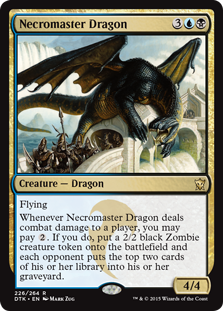 Necromaster Dragon 3
Creature — Dragon
Flying
Whenever Necromaster Dragon deals
combat damage to a player, you may
pay 2. If you do, put a 2/2 black Zombie
creature token onto the battlefield and
each opponent puts the top two cards
of his or her library into his or her
graveyard.
4/4
226/264 R
DTK • EN Mark Zug
™ & © 2015 Wizards of the Coast